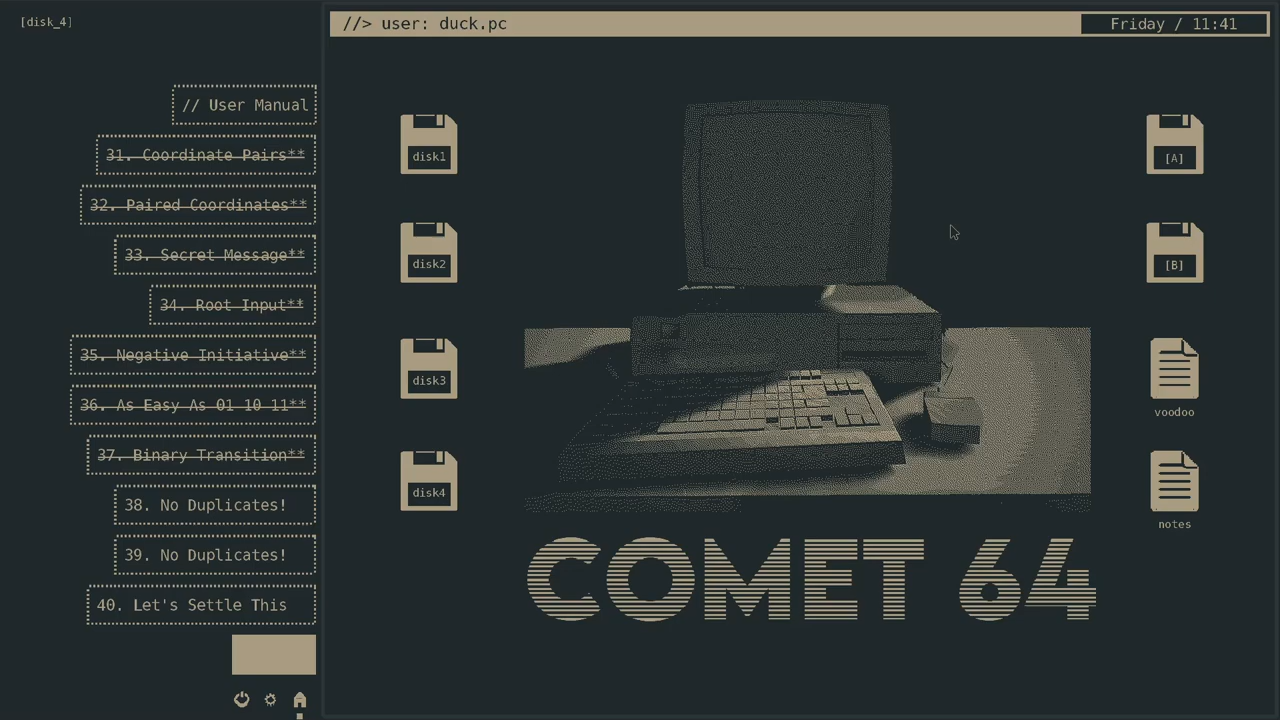 [disk_4]
//> user: duck.pc
Friday / 11:41
// User Manual
31. Coordinate Pairs**
32. Paired Coordinates**
33. Secret Message**
34. Root Input**
35. Negative Initiative**
36. As Easy As 01 10 11**
37. Binary Transition**
38. No Duplicates!
39. No Duplicates!
40. Let's Settle This
disk1
disk2
disk3
disk4
[A]
[B]
voodoo
notes
COMET 64